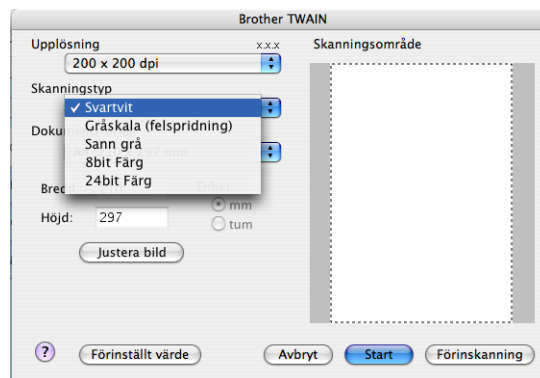 Brother TWAIN
Upplösning x.x.x
200 x 200 dpi
Skanningstyp
✓ Svartvit
Gråskala (felspridning)
Sann grå
8bit Färg
24bit Färg
Enhet:
mm
tum
Höjd: 297
Justera bild
Skanningsområde
? Förinställt värde Avbryt Start Förinskanning